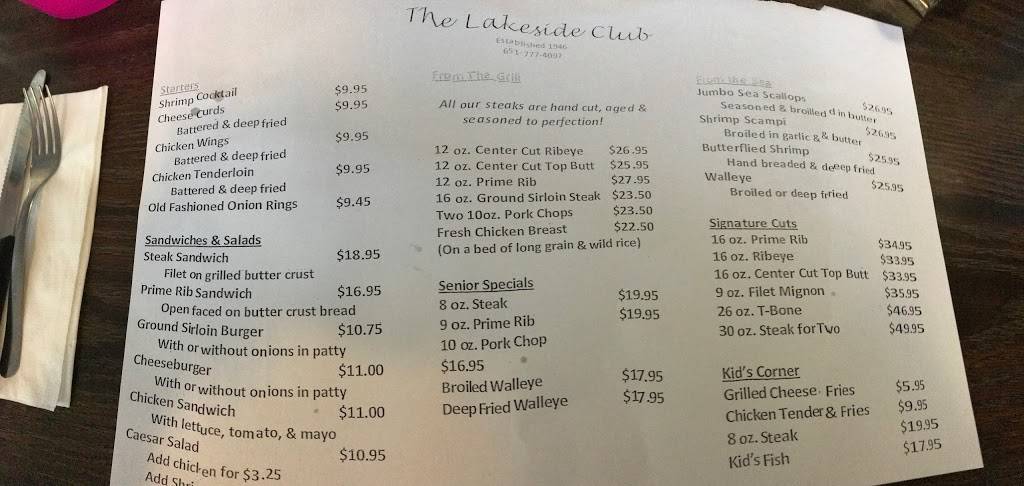 The Lakeside Club
Established 1946
651-777-4097
Starters
Shrimp Cocktail $9.95
Cheese Curds $9.95
Battered & deep fried
Chicken Wings $9.95
Battered & deep fried
Chicken Tenderloin $9.95
Battered & deep fried
Old Fashioned Onion Rings $9.45
Sandwiches & Salads
Steak Sandwich $18.95
Filet on grilled butter crust
Prime Rib Sandwich $16.95
Open faced on butter crust bread
Ground Sirloin Burger $10.75
With or without onions in patty
Cheeseburger $11.00
With or without onions in patty
Chicken Sandwich $11.00
With lettuce, tomato, & mayo
Caesar Salad $10.95
Add chicken for $3.25
Add
From The Grill
All our steaks are hand cut, aged &
seasoned to perfection!
12 oz. Center Cut Ribeye $26.95
12 oz. Center Cut Top Butt $25.95
12 oz. Prime Rib $27.95
16 oz. Ground Sirloin Steak $23.50
Two 10oz. Pork Chops $23.50
Fresh Chicken Breast $22.50
(On a bed of long grain & wild rice)
Senior Specials
8 oz. Steak $19.95
9 oz. Prime Rib $19.95
10 oz. Pork Chop
$16.95
Broiled Walleye $17.95
Deep Fried Walleye $17.95
From the Sea
Jumbo Sea Scallops $26.95
Seasoned & broilled d in butter
Shrimp Scampi $26.95
Broiled in garlic & & butter
Butterflied Shrimp $25.95
Hand breaded & deeep fried
Walleye $25.95
Broiled or deep fried
Signature Cuts
16 oz. Prime Rib $34.95
16 oz. Ribeye $33.95
16 oz. Center Cut Top Butt $33.95
9 oz. Filet Mignon $35.95
26 oz. T-Bone $46.95
30 oz. Steak for Two $49.95
Kid's Corner
Grilled Cheese Fries $5.95
Chicken Tender & Fries $9.95
8 oz. Steak $19.95
Kid's Fish $17.95